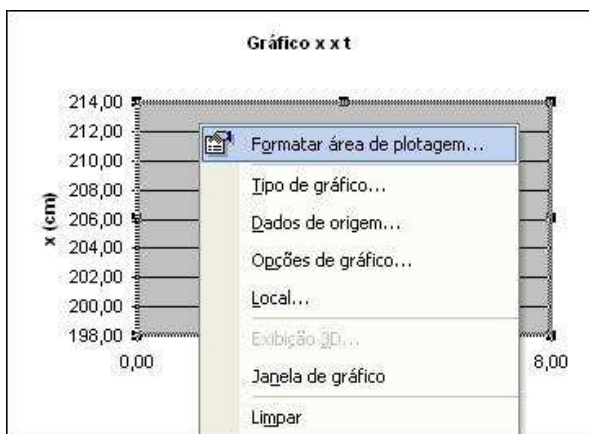 Gráfico x x t
214,00
212,00
210,00
208,00
206,00
204,00
202,00
200,00
198,00
x (cm)
0,00
8,00
Formatar área de plotagem...
Tipo de gráfico...
Dados de origem...
Opções de gráfico...
Local...
Exibição 3D...
Janela de gráfico
Limpar